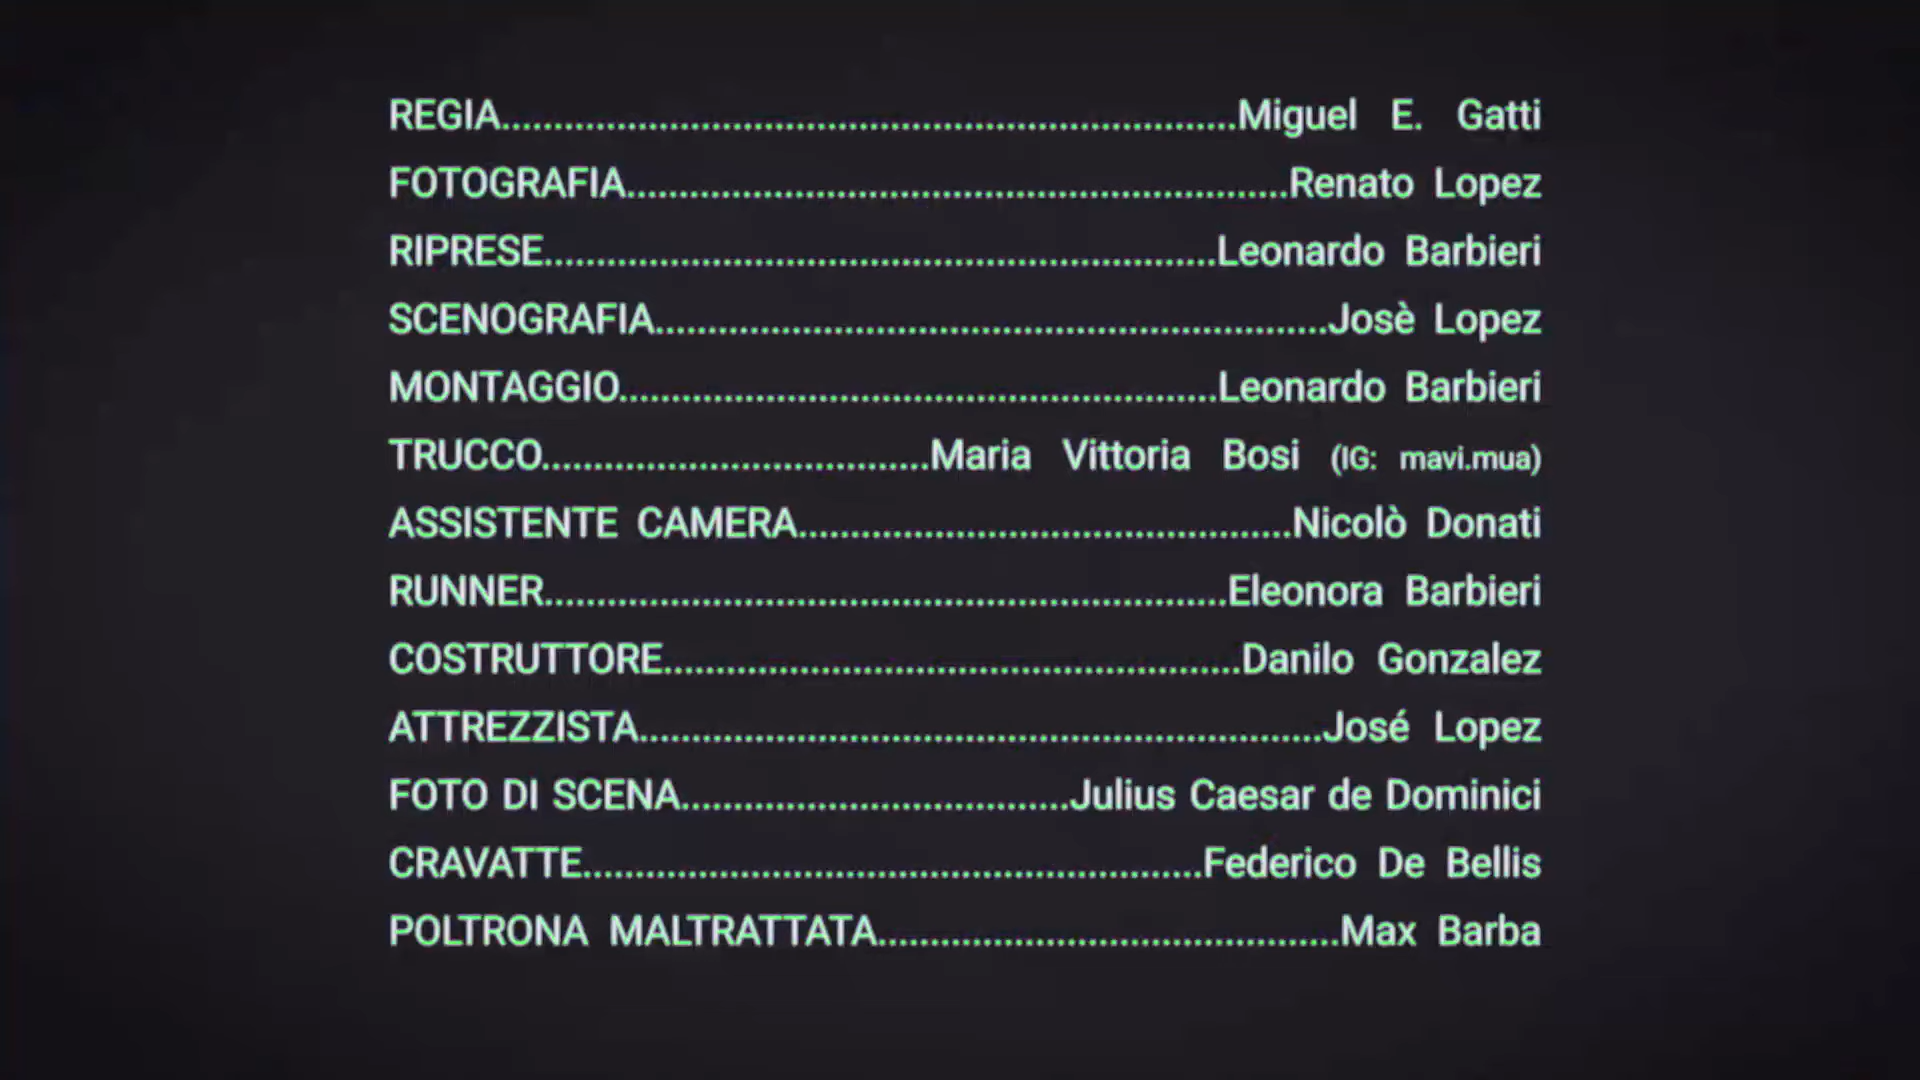 REGIA......................................................................Miguel E. Gatti
FOTOGRAFIA...............................................................Renato Lopez
RIPRESE................................................................Leonardo Barbieri
SCENOGRAFIA................................................................Josè Lopez
MONTAGGIO.........................................................Leonardo Barbieri
TRUCCO.....................................Maria Vittoria Bosi (IG: mavi.mua)
ASSISTENTE CAMERA...............................................Nicolò Donati
RUNNER.................................................................Eleonora Barbieri
COSTRUTTORE.......................................................Danilo Gonzalez
ATTREZZISTA.................................................................José Lopez
FOTO DI SCENA.....................................Julius Caesar de Dominici
CRAVATTE...........................................................Federico De Bellis
POLTRONA MALTRATTATA............................................Max Barba